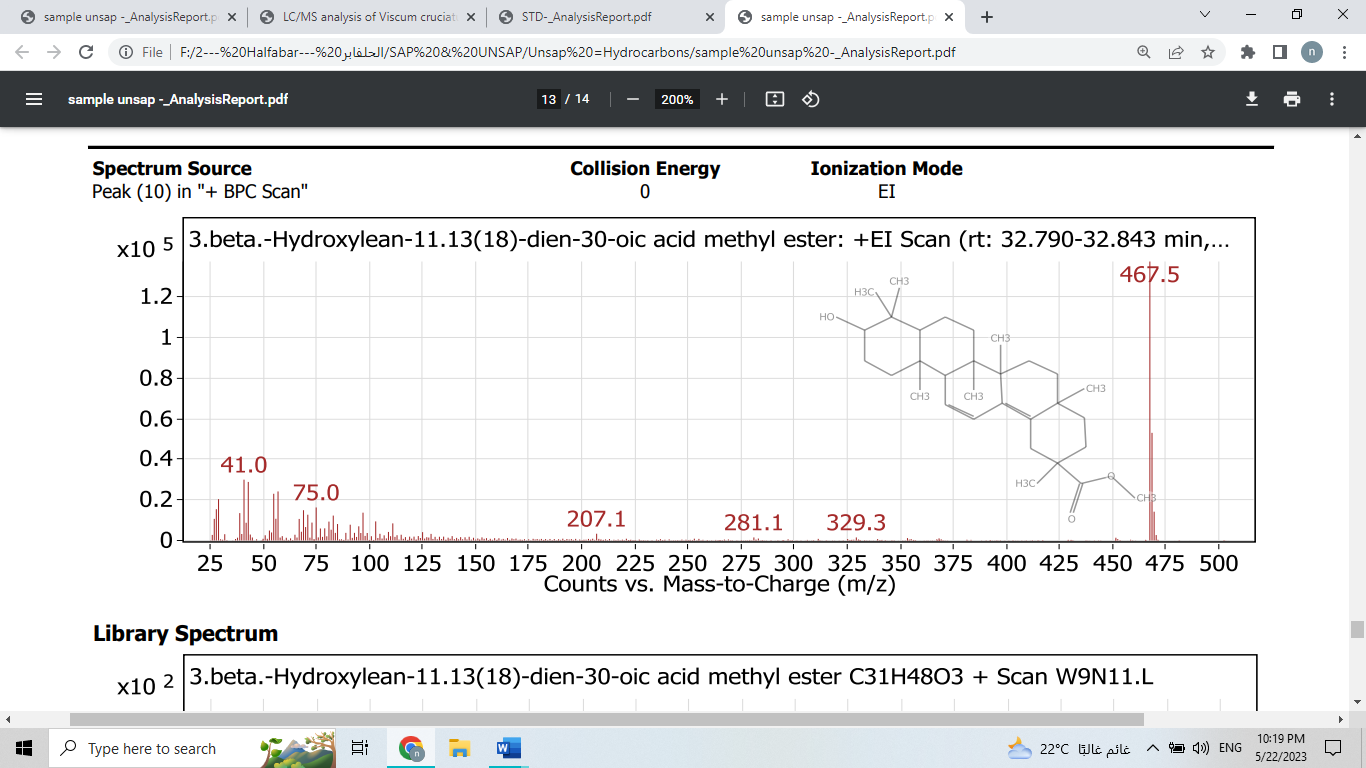 sample unsap -_AnalysisReport.p
LC/MS analysis of Viscum cruciat
STD-_AnalysisReport.pdf
sample unsap -_AnalysisReport.p
File | F:/2---%20Halfabar---%20الحلفابر/SAP%20&%20UNSAP/Unsap%20=Hydrocarbons/sample%20unsap%20-_AnalysisReport.pdf
n
sample unsap -_AnalysisReport.pdf
13 / 14
200%
Spectrum Source Collision Energy Ionization Mode
Peak (10) in "+ BPC Scan" 0 EI
x10 5
3.beta.-Hydroxylean-11.13(18)-dien-30-oic acid methyl ester: +EI Scan (rt: 32.790-32.843 min,...
467.5
1.2
1
0.8
0.6
0.4
0.2
0
41.0
75.0
207.1
281.1
329.3
CH3
H3C
HO
CH3
CH3
CH3
CH3
H3C
O
CH3
O
25 50 75 100 125 150 175 200 225 250 275 300 325 350 375 400 425 450 475 500
Counts vs. Mass-to-Charge (m/z)
Library Spectrum
x10 2
3.beta.-Hydroxylean-11.13(18)-dien-30-oic acid methyl ester C31H48O3 + Scan W9N11.L
Type here to search
n
W
22°C غائم غالبًا
ENG
10:19 PM
5/22/2023